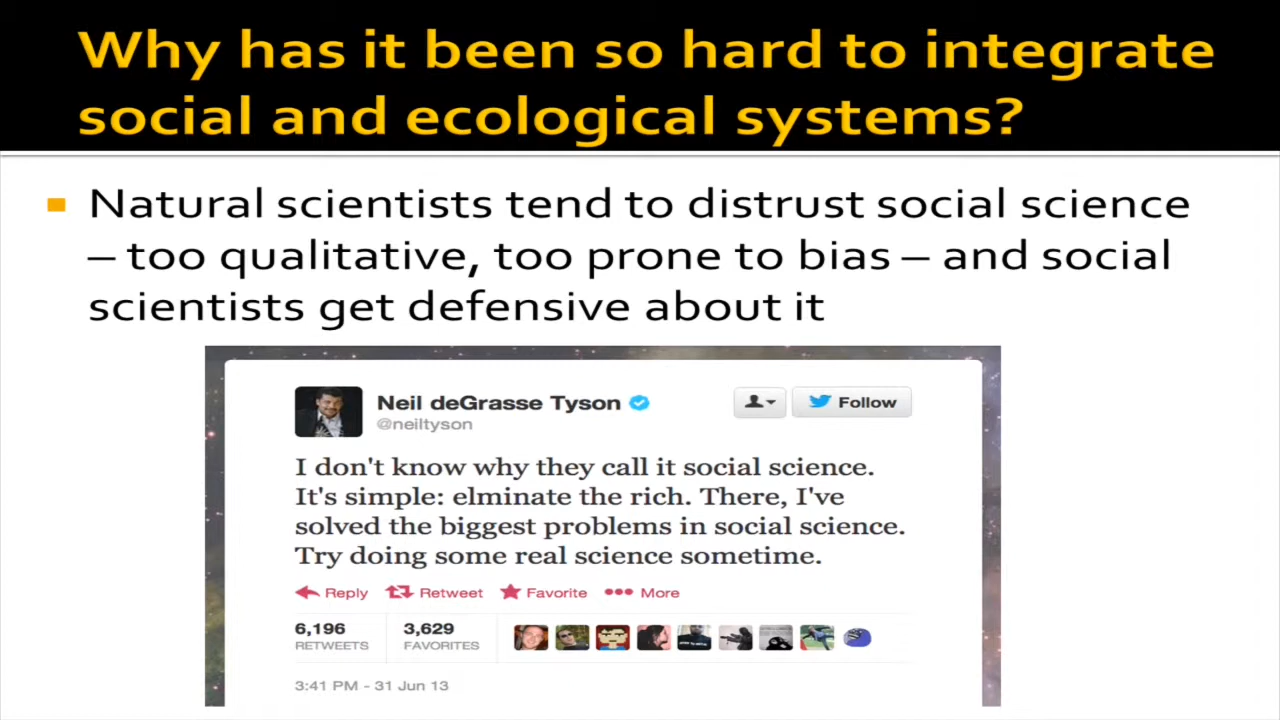 Why has it been so hard to integrate
social and ecological systems?
Natural scientists tend to distrust social science
– too qualitative, too prone to bias – and social
scientists get defensive about it
Neil deGrasse Tyson
Follow
@neiltyson
I don't know why they call it social science.
It's simple: elminate the rich. There, I've
solved the biggest problems in social science.
Try doing some real science sometime.
Reply Retweet Favorite More
6,196 3,629
RETWEETS FAVORITES
3:41 PM - 31 Jun 13